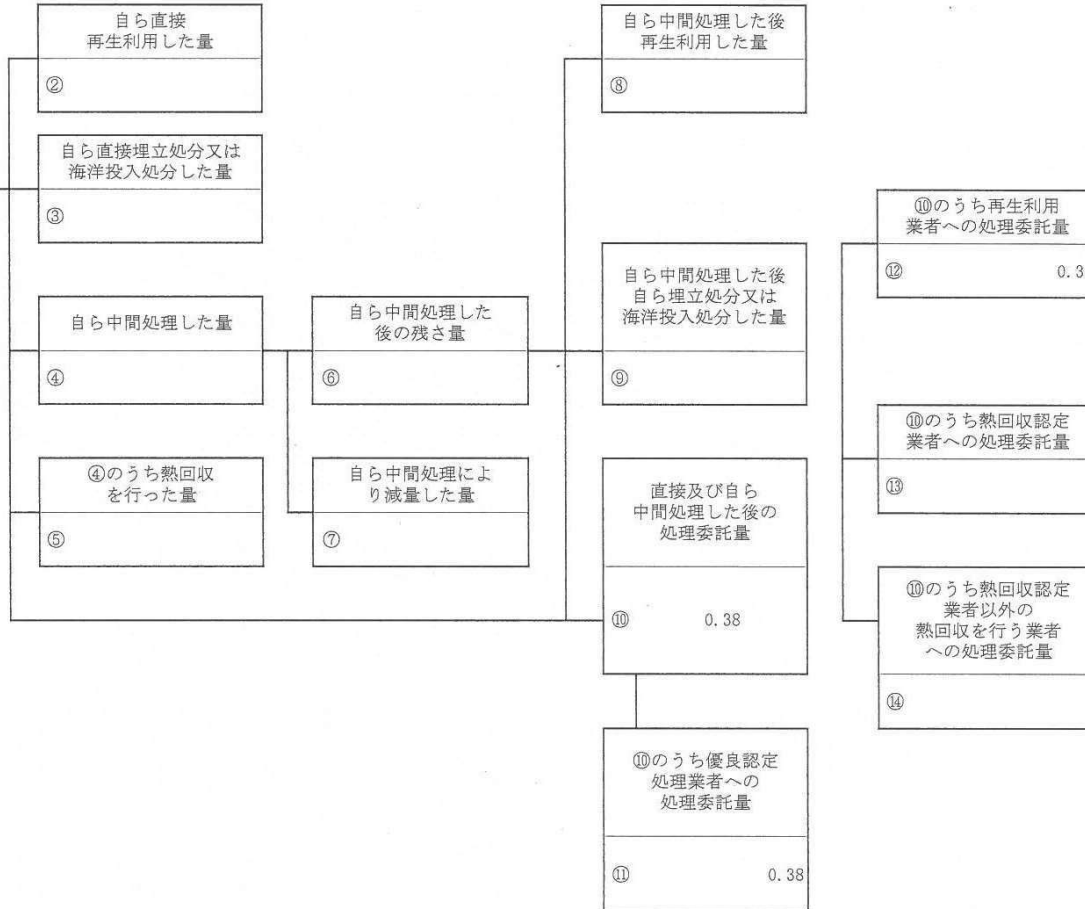 自ら直接
再生利用した量
②
自ら直接埋立処分又は
海洋投入処分した量
③
自ら中間処理した量
④
④のうち熱回収
を行った量
⑤
自ら中間処理した
後の残さ量
⑥
自ら中間処理によ
り減量した量
⑦
自ら中間処理した後
再生利用した量
⑧
自ら中間処理した後
自ら埋立処分又は
海洋投入処分した量
⑨
直接及び自ら
中間処理した後の
処理委託量
⑩ 0.38
⑩のうち優良認定
処理業者への
処理委託量
⑪ 0.38
⑩のうち再生利用
業者への処理委託量
⑫ 0.3
⑩のうち熱回収認定
業者への処理委託量
⑬
⑩のうち熱回収認定
業者以外の
熱回収を行う業者
への処理委託量
⑭